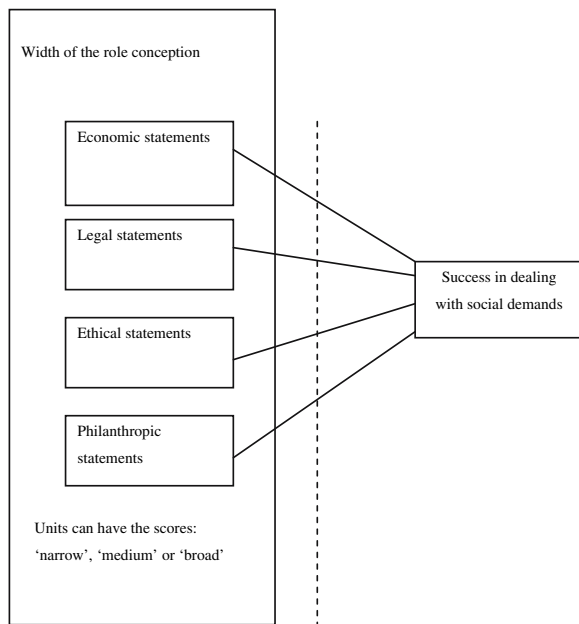 Width of the role conception
Economic statements
Legal statements
Ethical statements
Philanthropic
statements
Units can have the scores:
‘narrow’, ‘medium’ or ‘broad’
Success in dealing
with social demands